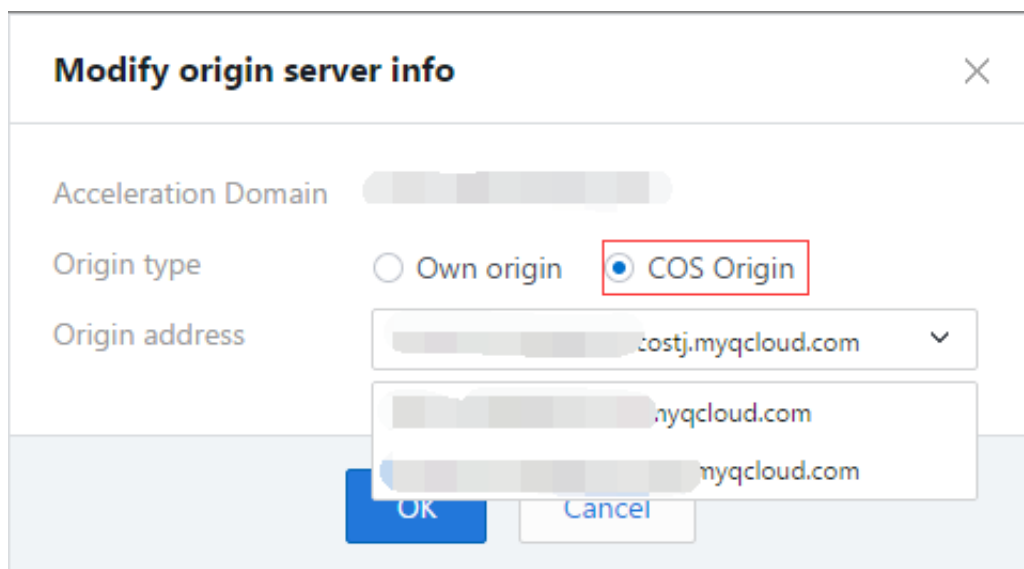 Modify origin server info
Acceleration Domain
Origin type Own origin COS Origin
Origin address costj.myqcloud.com
myqcloud.com
myqcloud.com
OK Cancel